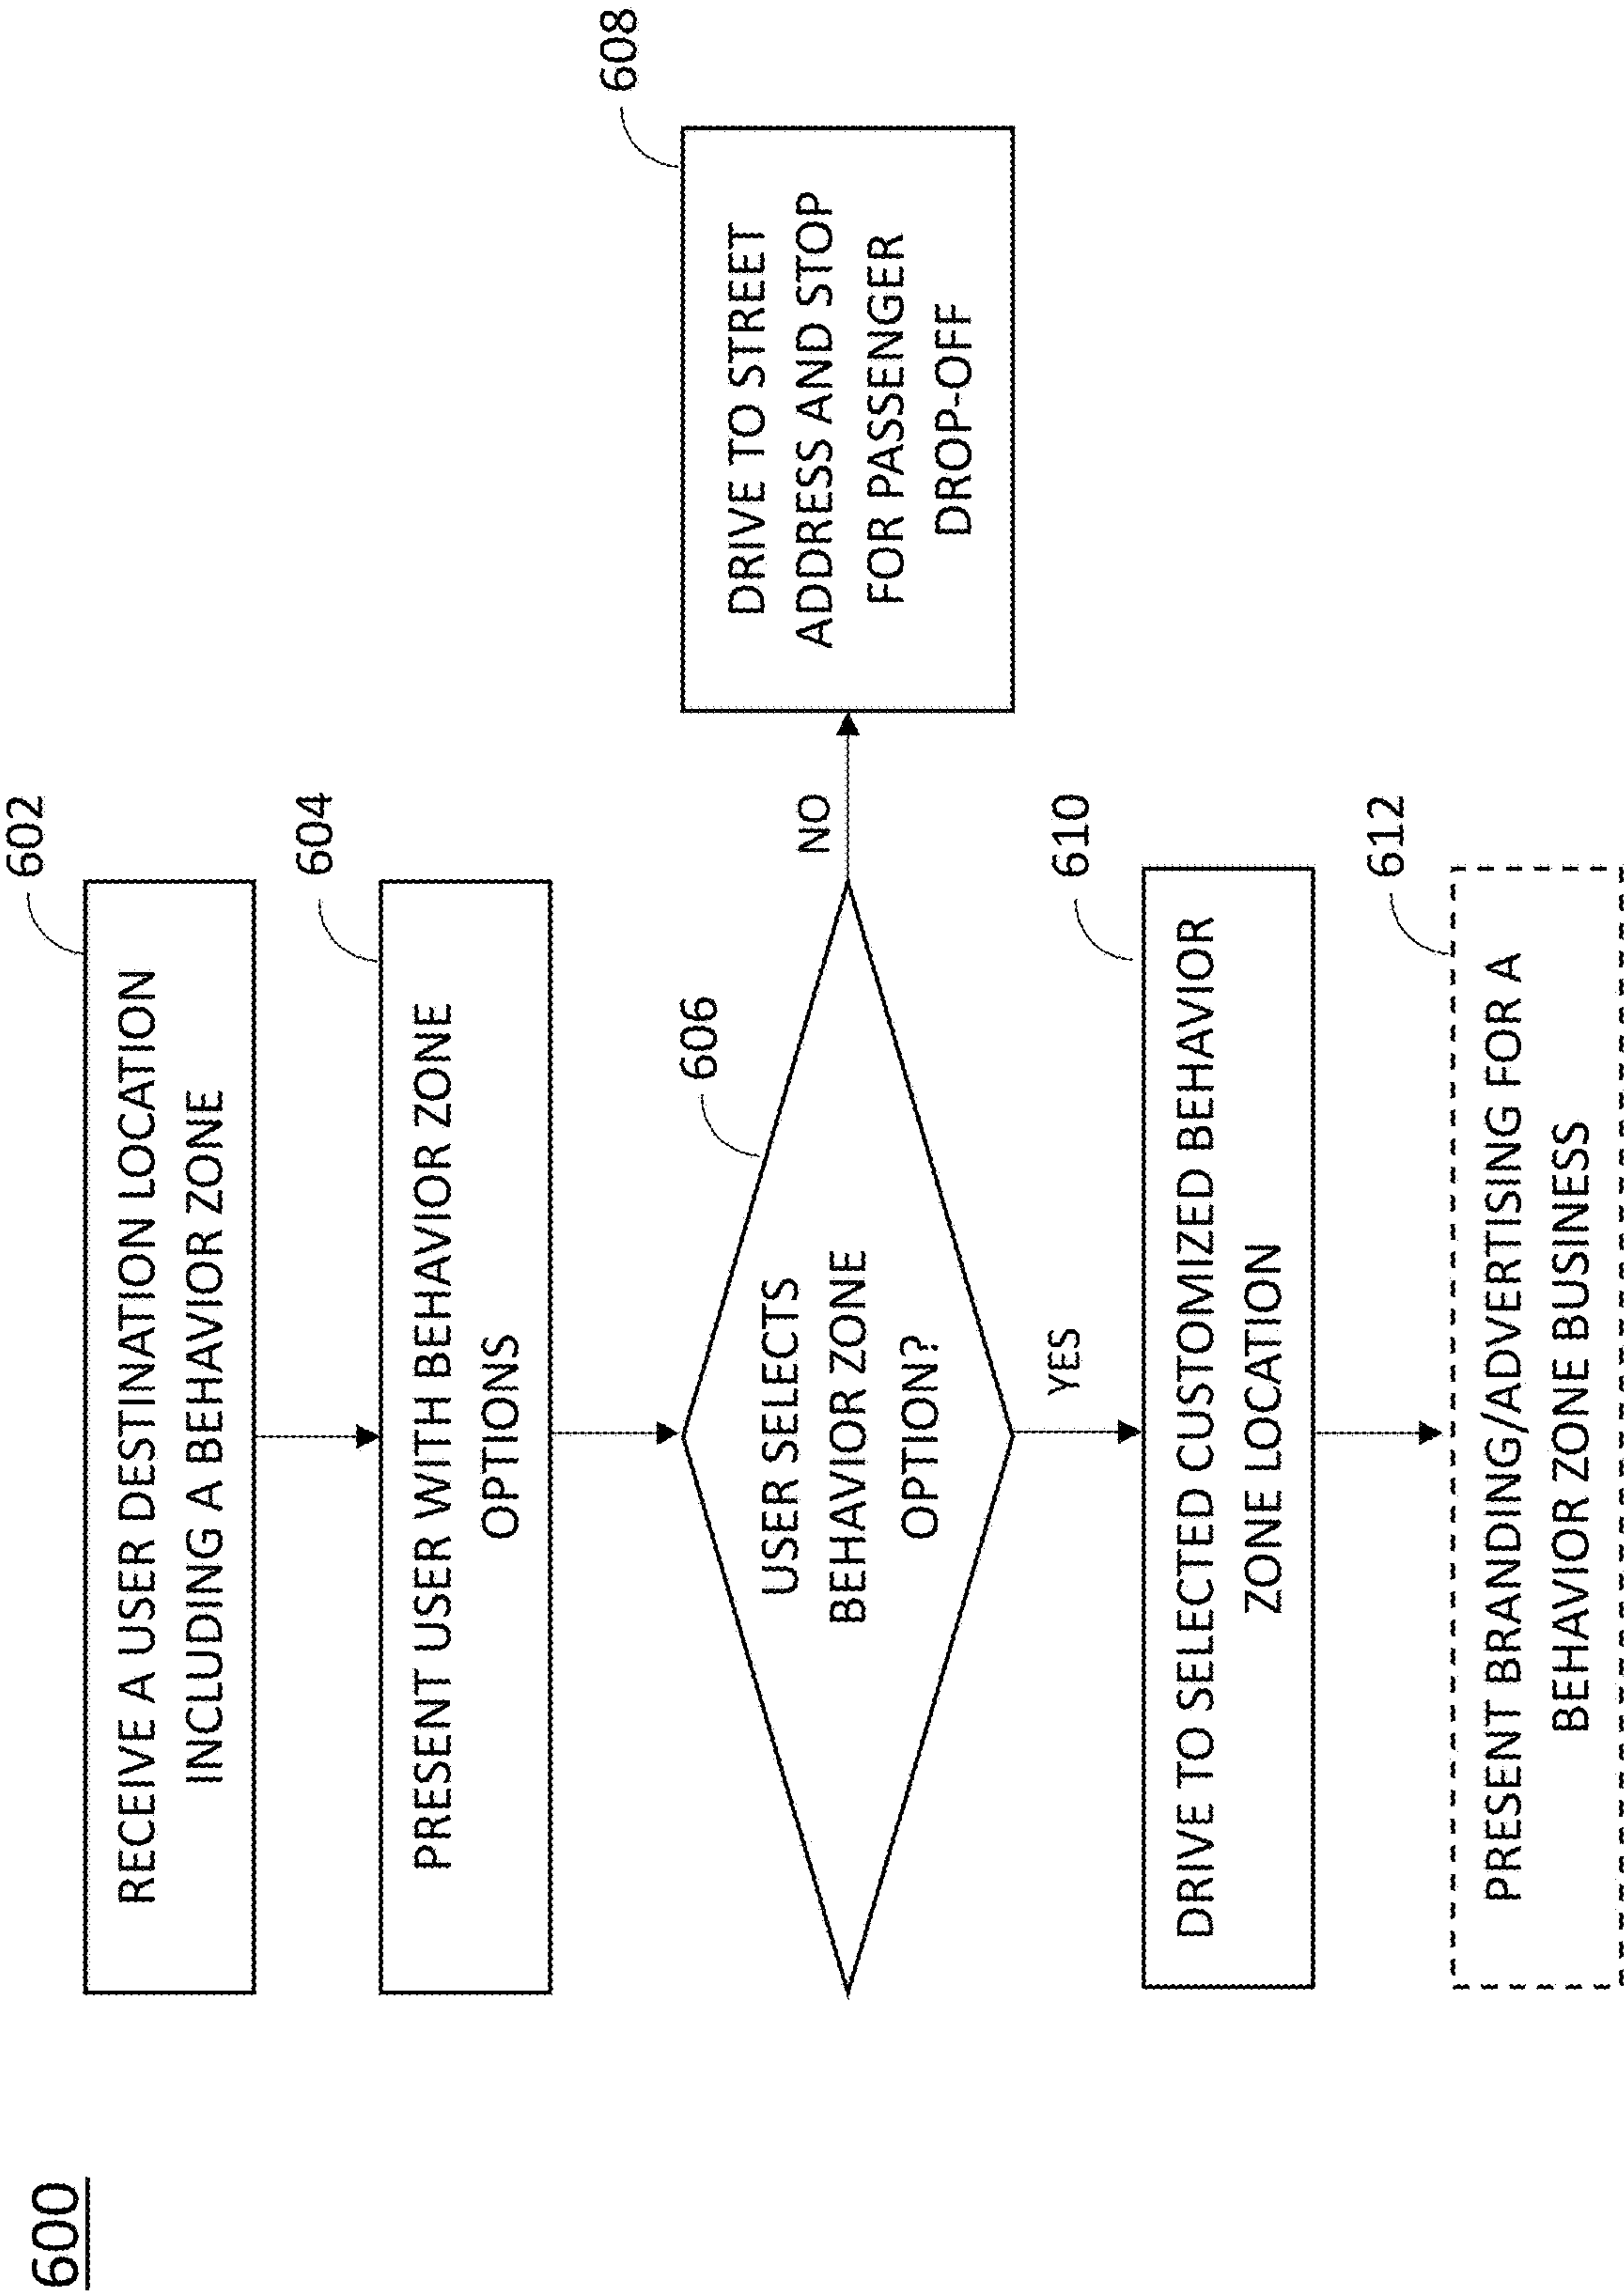 600
602
RECEIVE A USER DESTINATION LOCATION
INCLUDING A BEHAVIOR ZONE
604
PRESENT USER WITH BEHAVIOR ZONE
OPTIONS
606
USER SELECTS
BEHAVIOR ZONE
OPTION?
NO
608
DRIVE TO STREET
ADDRESS AND STOP
FOR PASSENGER
DROP-OFF
YES
610
DRIVE TO SELECTED CUSTOMIZED BEHAVIOR
ZONE LOCATION
612
PRESENT BRANDING/ADVERTISING FOR A
BEHAVIOR ZONE BUSINESS